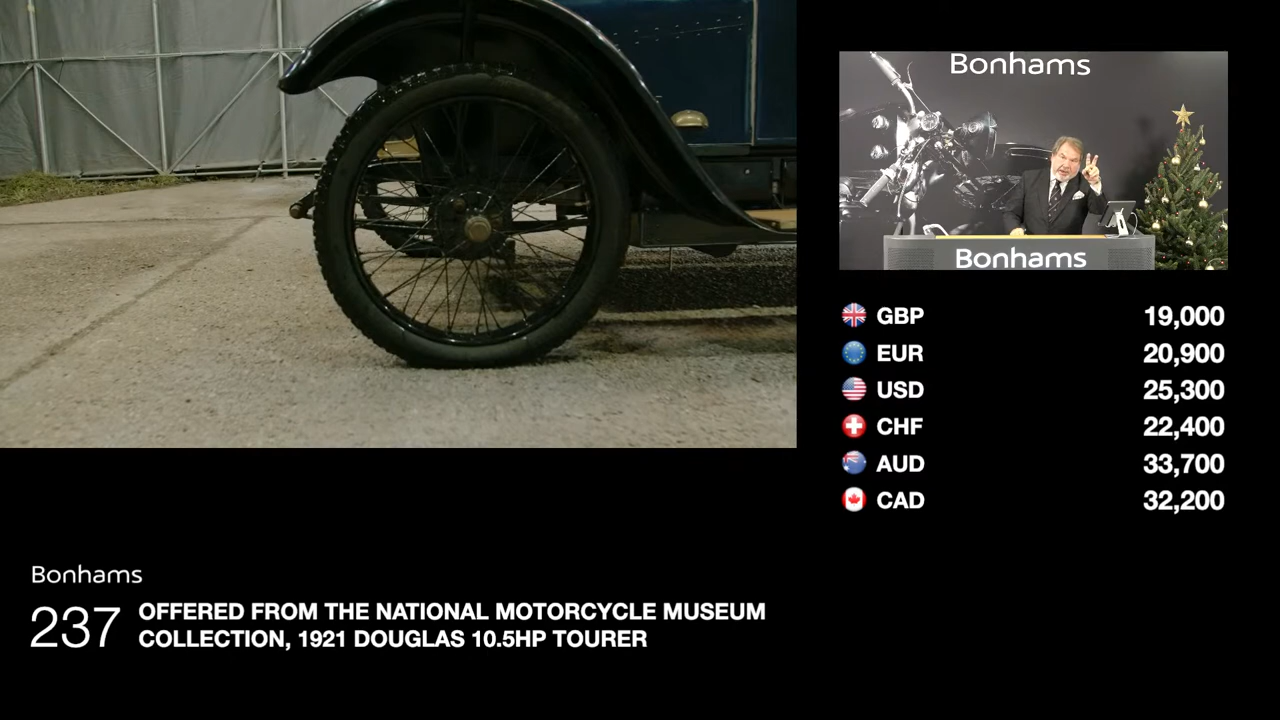 Bonhams
Bonhams
GBP 19,000
EUR 20,900
USD 25,300
CHF 22,400
AUD 33,700
CAD 32,200
Bonhams
237 OFFERED FROM THE NATIONAL MOTORCYCLE MUSEUM
COLLECTION, 1921 DOUGLAS 10.5HP TOURER